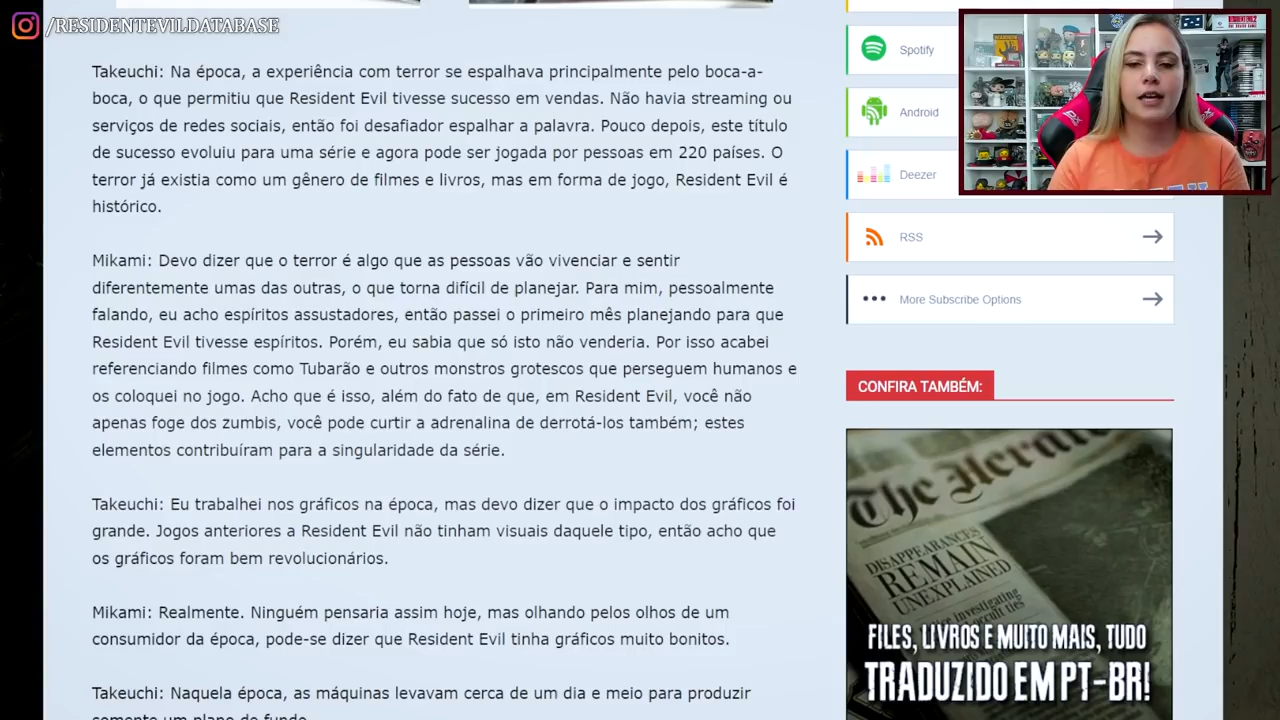 /RESIDENTEVILDATABASE
Takeuchi: Na época, a experiência com terror se espalhava principalmente pelo boca-a-
boca, o que permitiu que Resident Evil tivesse sucesso em vendas. Não havia streaming ou
serviços de redes sociais, então foi desafiador espalhar a palavra. Pouco depois, este título
de sucesso evoluiu para uma série e agora pode ser jogada por pessoas em 220 países. O
terror já existia como um gênero de filmes e livros, mas em forma de jogo, Resident Evil é
histórico.
Mikami: Devo dizer que o terror é algo que as pessoas vão vivenciar e sentir
diferentemente umas das outras, o que torna difícil de planejar. Para mim, pessoalmente
falando, eu acho espíritos assustadores, então passei o primeiro mês planejando para que
Resident Evil tivesse espíritos. Porém, eu sabia que só isto não venderia. Por isso acabei
referenciando filmes como Tubarão e outros monstros grotescos que perseguem humanos e
os coloquei no jogo. Acho que é isso, além do fato de que, em Resident Evil, você não
apenas foge dos zumbis, você pode curtir a adrenalina de derrotá-los também; estes
elementos contribuíram para a singularidade da série.
Takeuchi: Eu trabalhei nos gráficos na época, mas devo dizer que o impacto dos gráficos foi
grande. Jogos anteriores a Resident Evil não tinham visuais daquele tipo, então acho que
os gráficos foram bem revolucionários.
Mikami: Realmente. Ninguém pensaria assim hoje, mas olhando pelos olhos de um
consumidor da época, pode-se dizer que Resident Evil tinha gráficos muito bonitos.
Takeuchi: Naquela época, as máquinas levavam cerca de um dia e meio para produzir
somente um plano de fundo.
Spotify
Android
Deezer
RSS
More Subscribe Options
CONFIRA TAMBÉM:
The Herald
DISAPPEARANCES
REMAIN
UNEXPLAINED
FILES, LIVROS E MUITO MAIS, TUDO
TRADUZIDO EM PT-BR!